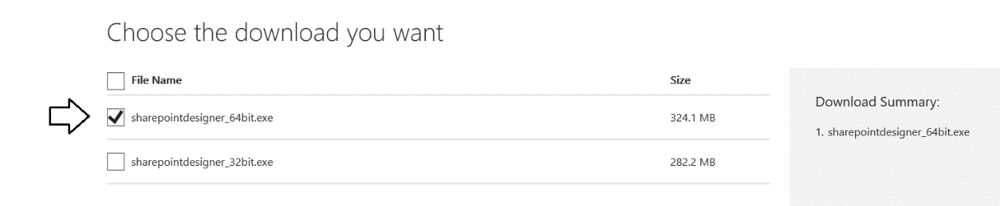 Choose the download you want
File Name Size
Download Summary:
sharepointdesigner_64bit.exe 324.1 MB
1. sharepointdesigner_64bit.exe
sharepointdesigner_32bit.exe 282.2 MB